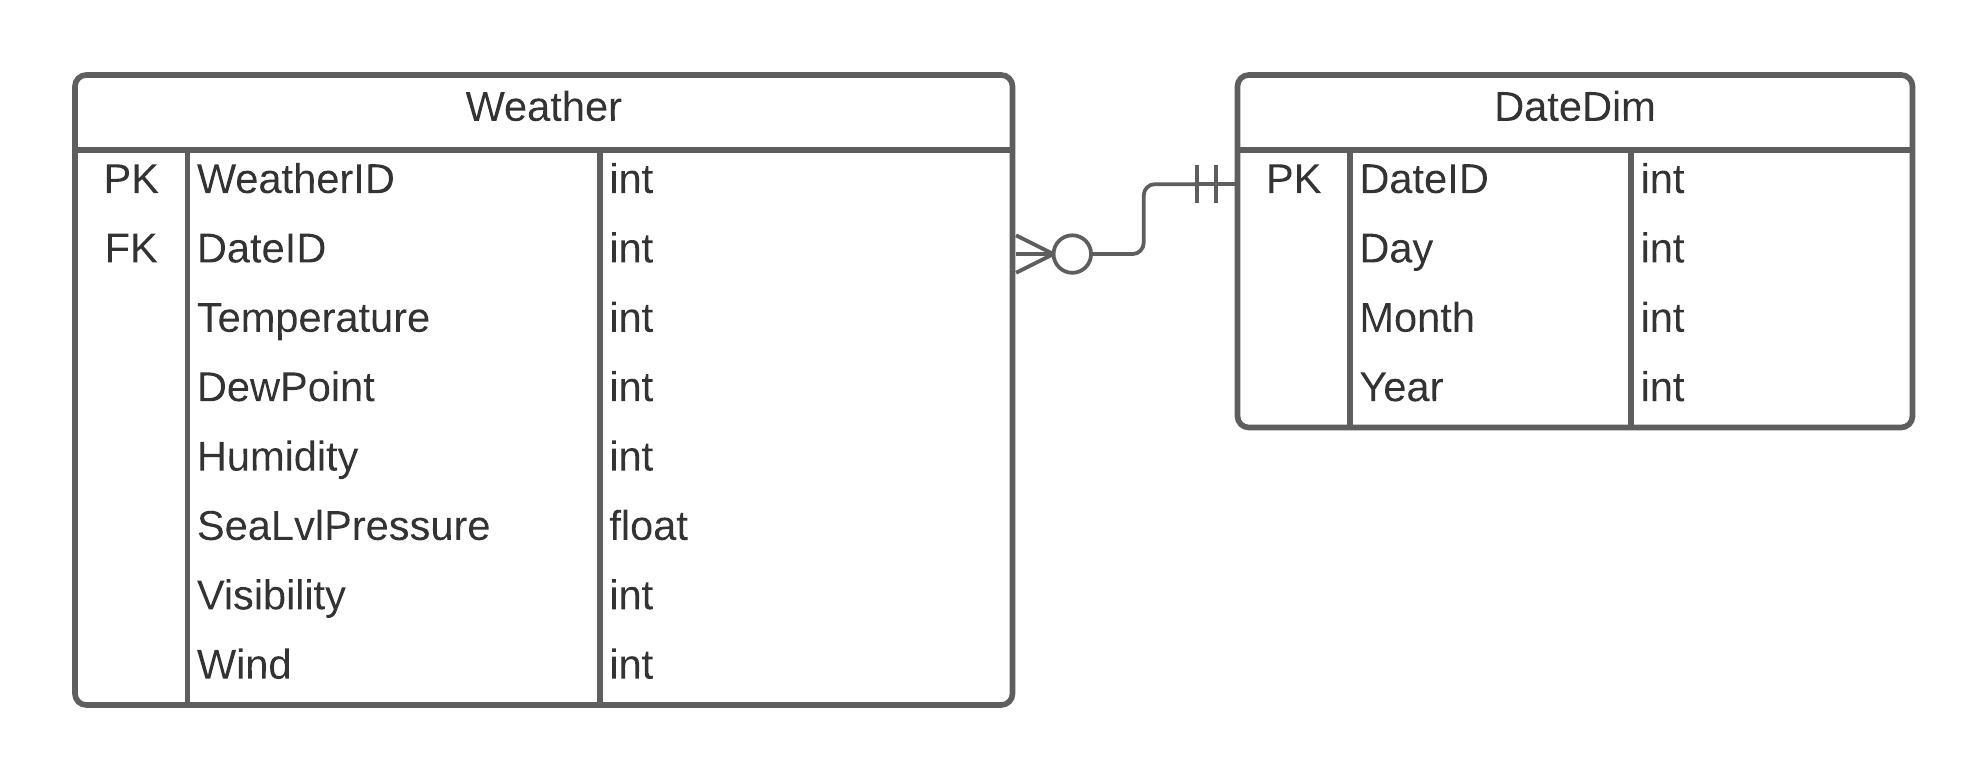 Weather
PK WeatherID int
FK DateID int
Temperature int
DewPoint int
Humidity int
SeaLvlPressure float
Visibility int
Wind int
DateDim
PK DateID int
Day int
Month int
Year int